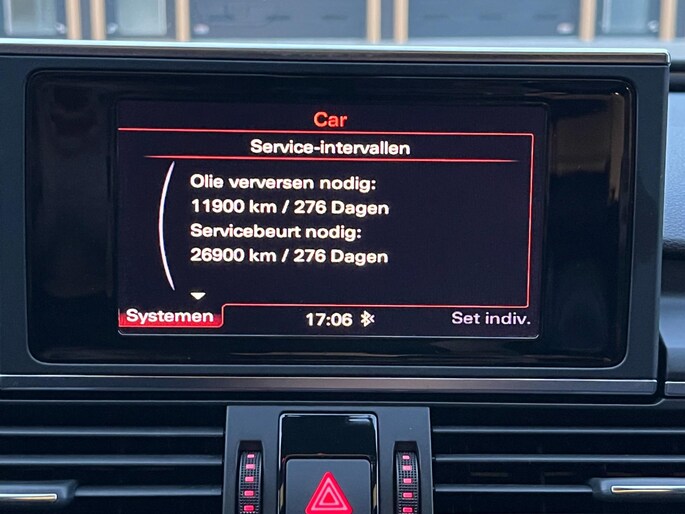 Car
Service-intervallen
Olie verversen nodig:
11900 km / 276 Dagen
Servicebeurt nodig:
26900 km / 276 Dagen
Systemen
17:06
Set indiv.